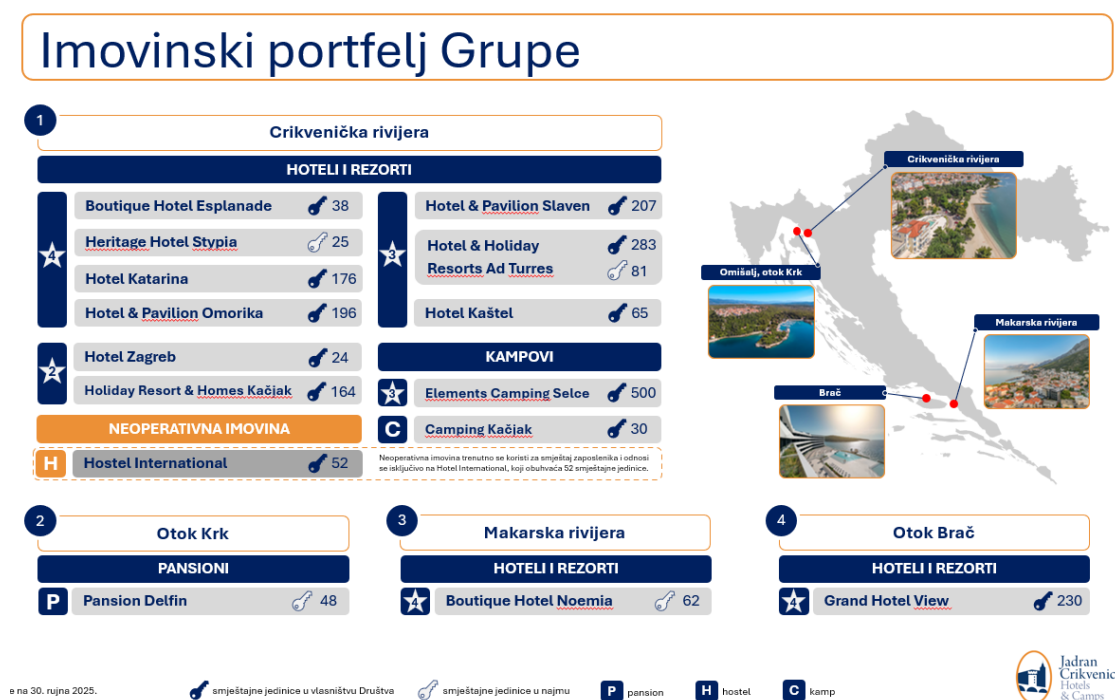 Imovinski portfelj Grupe
1
Crikvenička rivijera
HOTELI I REZORTI
4
Boutique Hotel Esplanade 38
Heritage Hotel Stypia 25
Hotel Katarina 176
Hotel & Pavilion Omorika 196
3
Hotel & Pavilion Slaven 207
Hotel & Holiday 283
Resorts Ad Turres 81
Hotel Kaštel 65
2
Hotel Zagreb 24
Holiday Resort & Homes Kačjak 164
KAMPOVI
3
Elements Camping Selce 500
C
Camping Kačjak 30
NEOPERATIVNA IMOVINA
H
Hostel International 52
Neoperativna imovina trenutno se koristi za smještaj zaposlenika i odnosi
se isključivo na Hotel International, koji obuhvaća 52 smještajne jedinice.
Crikvenička rivijera
Omišalj, otok Krk
Makarska rivijera
Brač
2
Otok Krk
PANSIONI
P
Pansion Delfin 48
3
Makarska rivijera
HOTELI I REZORTI
4
Boutique Hotel Noemia 62
4
Otok Brač
HOTELI I REZORTI
4
Grand Hotel View 230
e na 30. rujna 2025.
smještajne jedinice u vlasništvu Društva
smještajne jedinice u najmu
P pansion
H hostel
C kamp
Jadran
Crikvenic
Hotels
& Camps